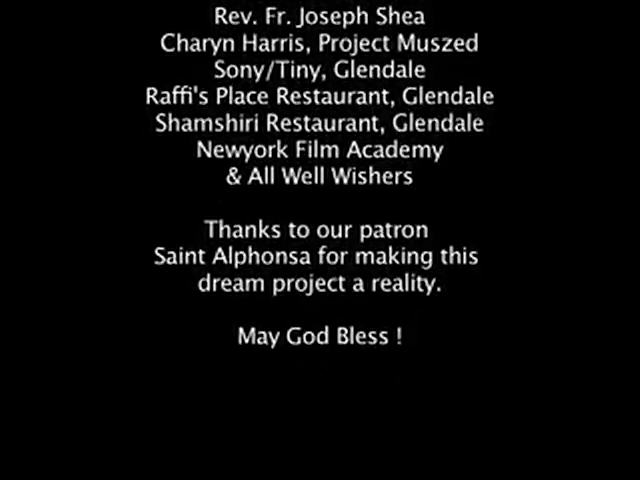 Rev. Fr. Joseph Shea
Charyn Harris, Project Muszed
Sony/Tiny, Glendale
Raffi's Place Restaurant, Glendale
Shamshiri Restaurant, Glendale
Newyork Film Academy
& All Well Wishers
Thanks to our patron
Saint Alphonsa for making this
dream project a reality.
May God Bless !